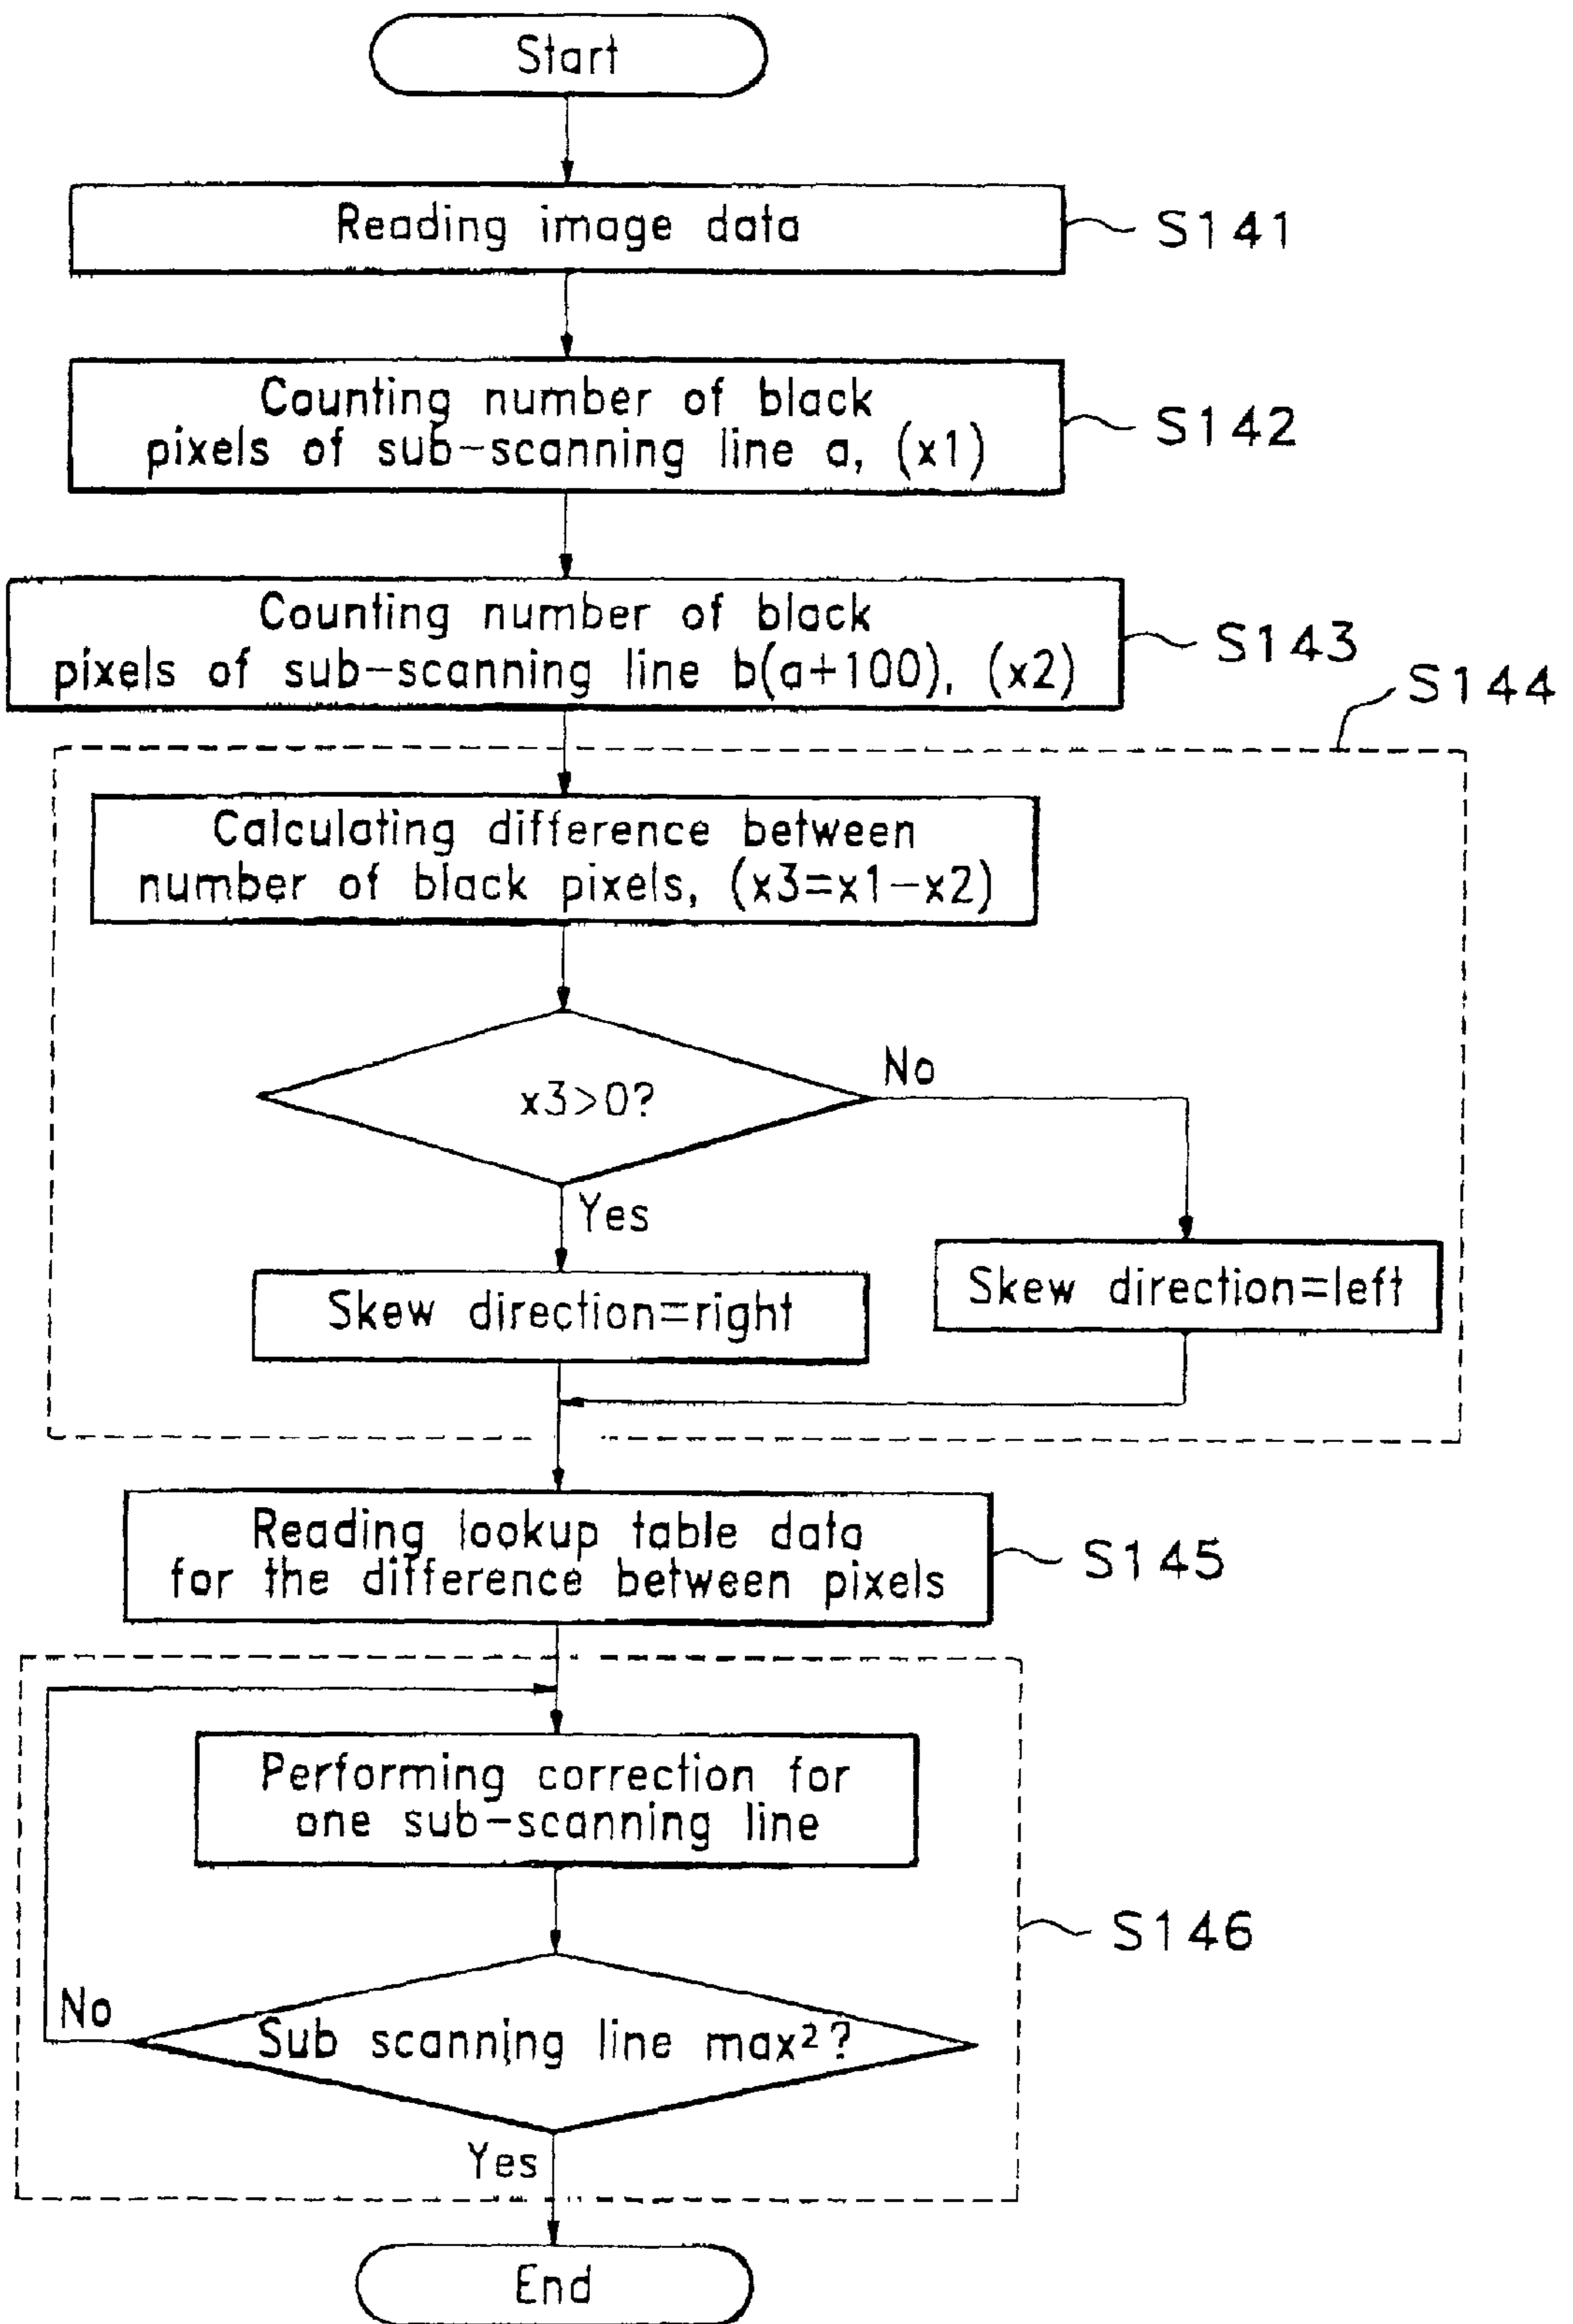 Start
Reading image data
S141
Counting number of black
pixels of sub-scanning line a, (x1)
S142
Counting number of black
pixels of sub-scanning line b(a+100), (x2)
S143
S144
Calculating difference between
number of black pixels, (x3=x1-x2)
x3>0?
No
Yes
Skew direction=right
Skew direction=left
Reading lookup table data
for the difference between pixels
S145
Performing correction for
one sub-scanning line
S146
No
Sub scanning line max²?
Yes
End